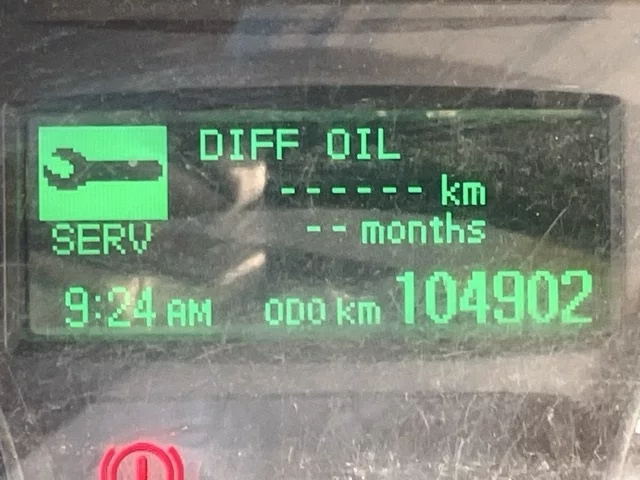 DIFF OIL
------ km
-- months
SERV
9:24 AM ODO km 104902